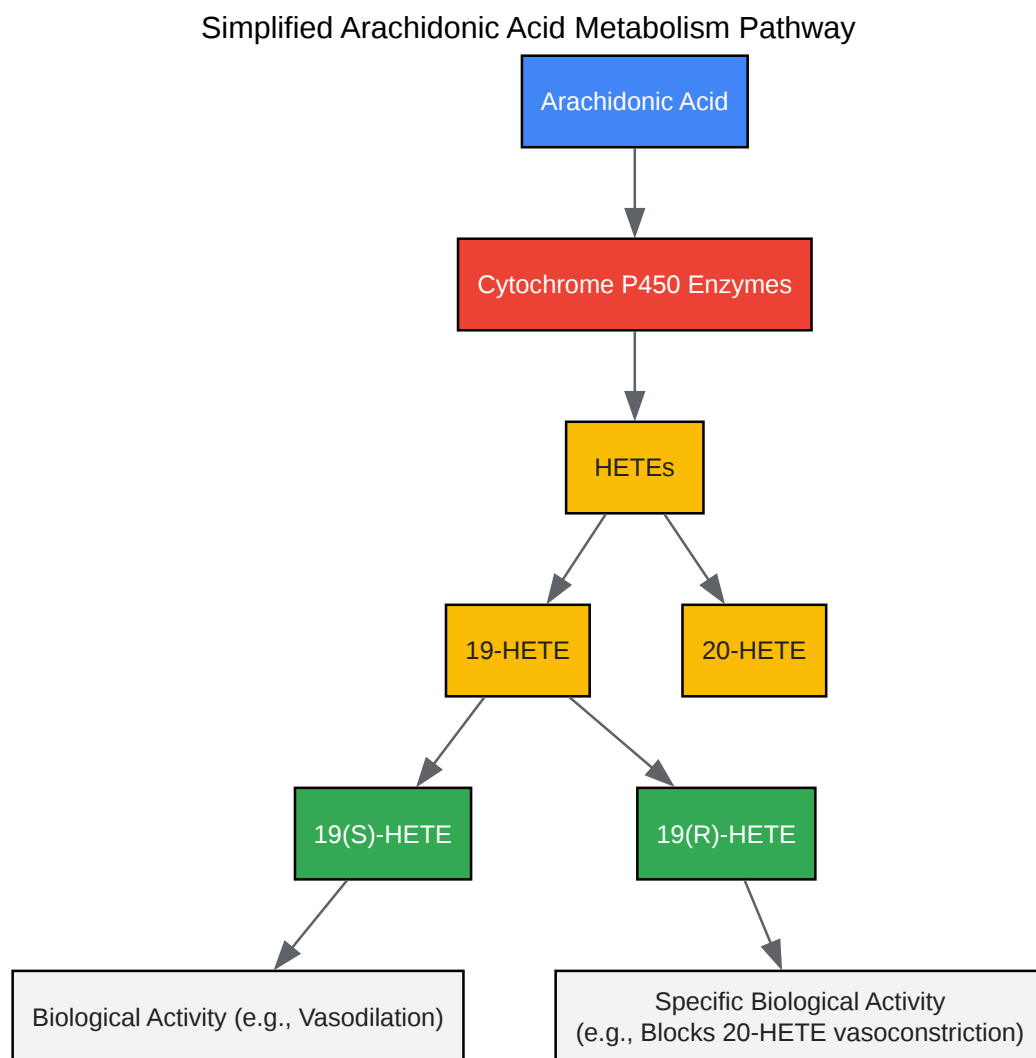 Simplified Arachidonic Acid Metabolism Pathway
Arachidonic Acid
Cytochrome P450 Enzymes
HETEs
19-HETE
20-HETE
19(S)-HETE
19(R)-HETE
Biological Activity (e.g., Vasodilation)
Specific Biological Activity
(e.g., Blocks 20-HETE vasoconstriction)